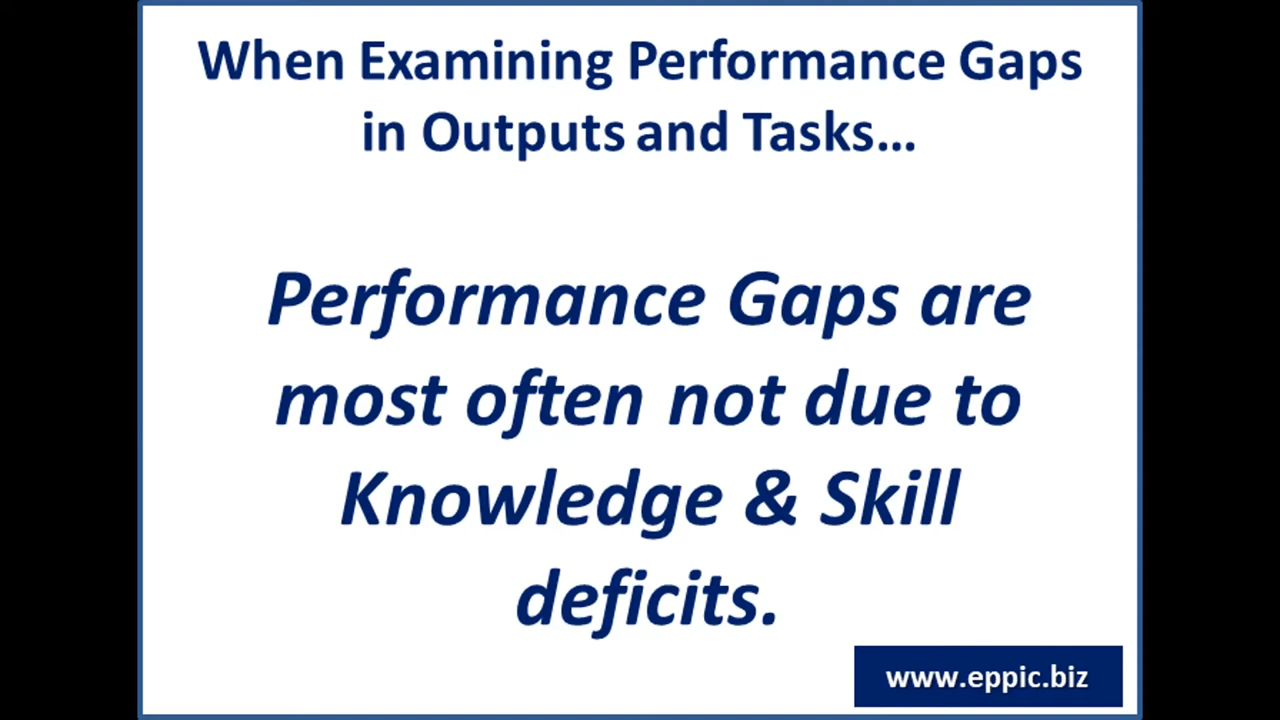 When Examining Performance Gaps
in Outputs and Tasks…
Performance Gaps are
most often not due to
Knowledge & Skill
deficits.
www.eppic.biz